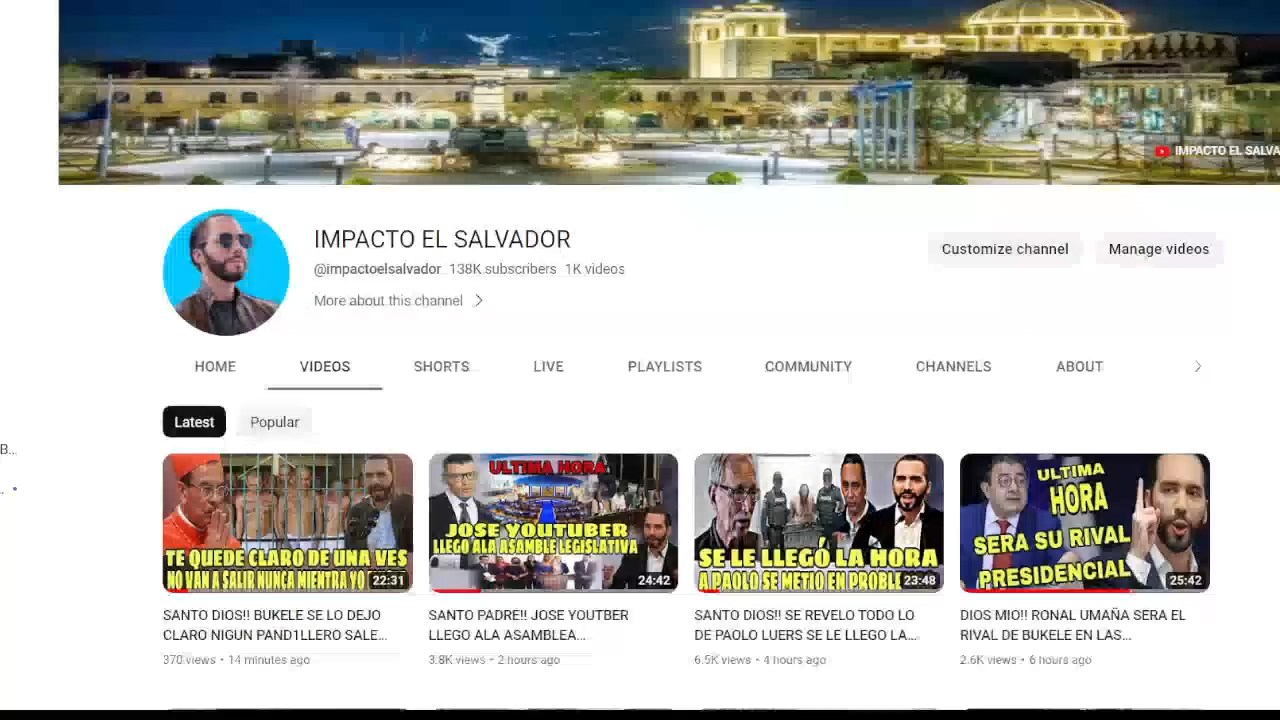 IMPACTO EL SALVA
IMPACTO EL SALVADOR
@impactoelsalvador 138K subscribers 1K videos
More about this channel
Customize channel
Manage videos
HOME VIDEOS SHORTS LIVE PLAYLISTS COMMUNITY CHANNELS ABOUT
B...
Latest Popular
TE QUEDE CLARO DE UNA VES
NO VAN A SALIR NUNCA MIENTRA YO
22:31
ULTIMA HORA
JOSE YOUTUBER
LLEGO ALA ASAMBLE LEGISLATIVA
24:42
SE LE LLEGÓ LA HORA
A PAOLO SE METIO EN PROBLE
23:48
ULTIMA
HORA
SERA SU RIVAL
PRESIDENCIAL
25:42
SANTO DIOS!! BUKELE SE LO DEJO
CLARO NIGUN PAND1LLERO SALE...
370 views • 14 minutes ago
SANTO PADRE!! JOSE YOUTBER
LLEGO ALA ASAMBLEA...
3.8K views • 2 hours ago
SANTO DIOS!! SE REVELO TODO LO
DE PAOLO LUERS SE LE LLEGO LA...
6.5K views • 4 hours ago
DIOS MIO!! RONAL UMAÑA SERA EL
RIVAL DE BUKELE EN LAS...
2.6K views • 6 hours ago